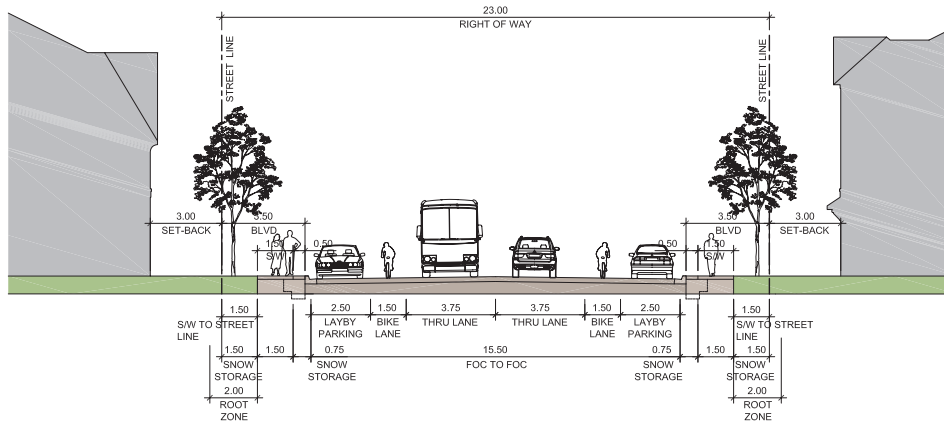 23.00
RIGHT OF WAY
STREET LINE
STREET LINE
3.00
3.50
3.50
3.00
SET-BACK
BLVD
BLVD
SET-BACK
1.50
0.50
0.50
1.50
S/W
S/W
1.50
2.50
1.50
3.75
3.75
1.50
2.50
1.50
S/W TO STREET
LINE
LAYBY
PARKING
BIKE
LANE
THRU LANE
THRU LANE
BIKE
LANE
LAYBY
PARKING
S/W TO STREET
LINE
1.50
1.50
0.75
15.50
0.75
1.50
1.50
SNOW
STORAGE
SNOW
STORAGE
FOC TO FOC
SNOW
STORAGE
SNOW
STORAGE
2.00
2.00
ROOT
ZONE
ROOT
ZONE